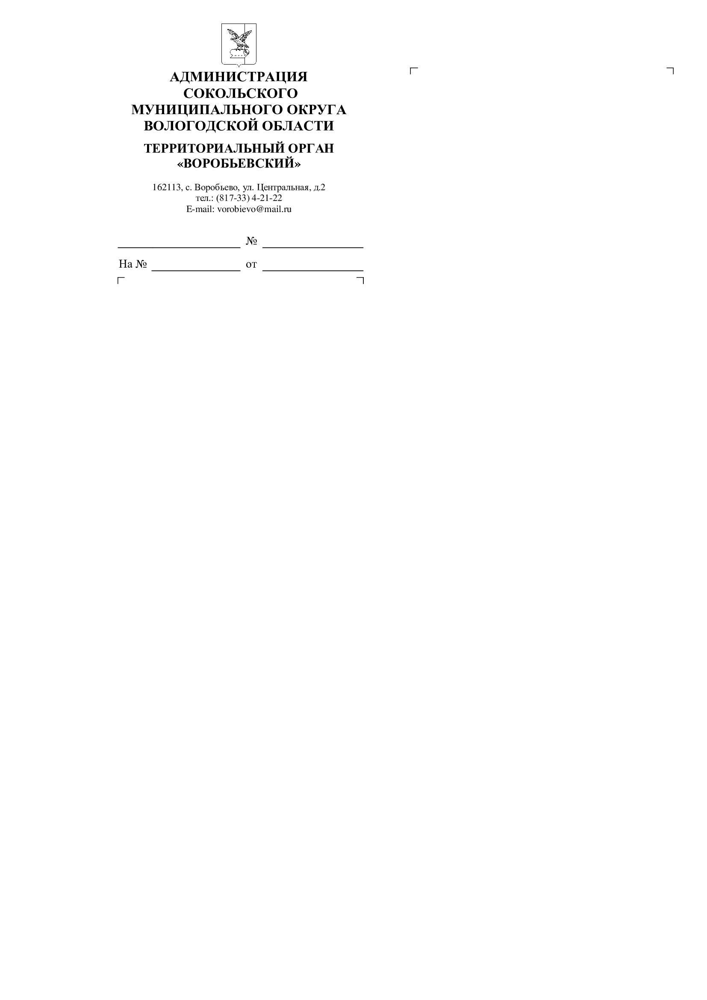 АДМИНИСТРАЦИЯ
СОКОЛЬСКОГО
МУНИЦИПАЛЬНОГО ОКРУГА
ВОЛОГОДСКОЙ ОБЛАСТИ
ТЕРРИТОРИАЛЬНЫЙ ОРГАН
«ВОРОБЬЕВСКИЙ»
162113, с. Воробьево, ул. Центральная, д.2
тел.: (817-33) 4-21-22
E-mail: vorobievo@mail.ru
№
На № от